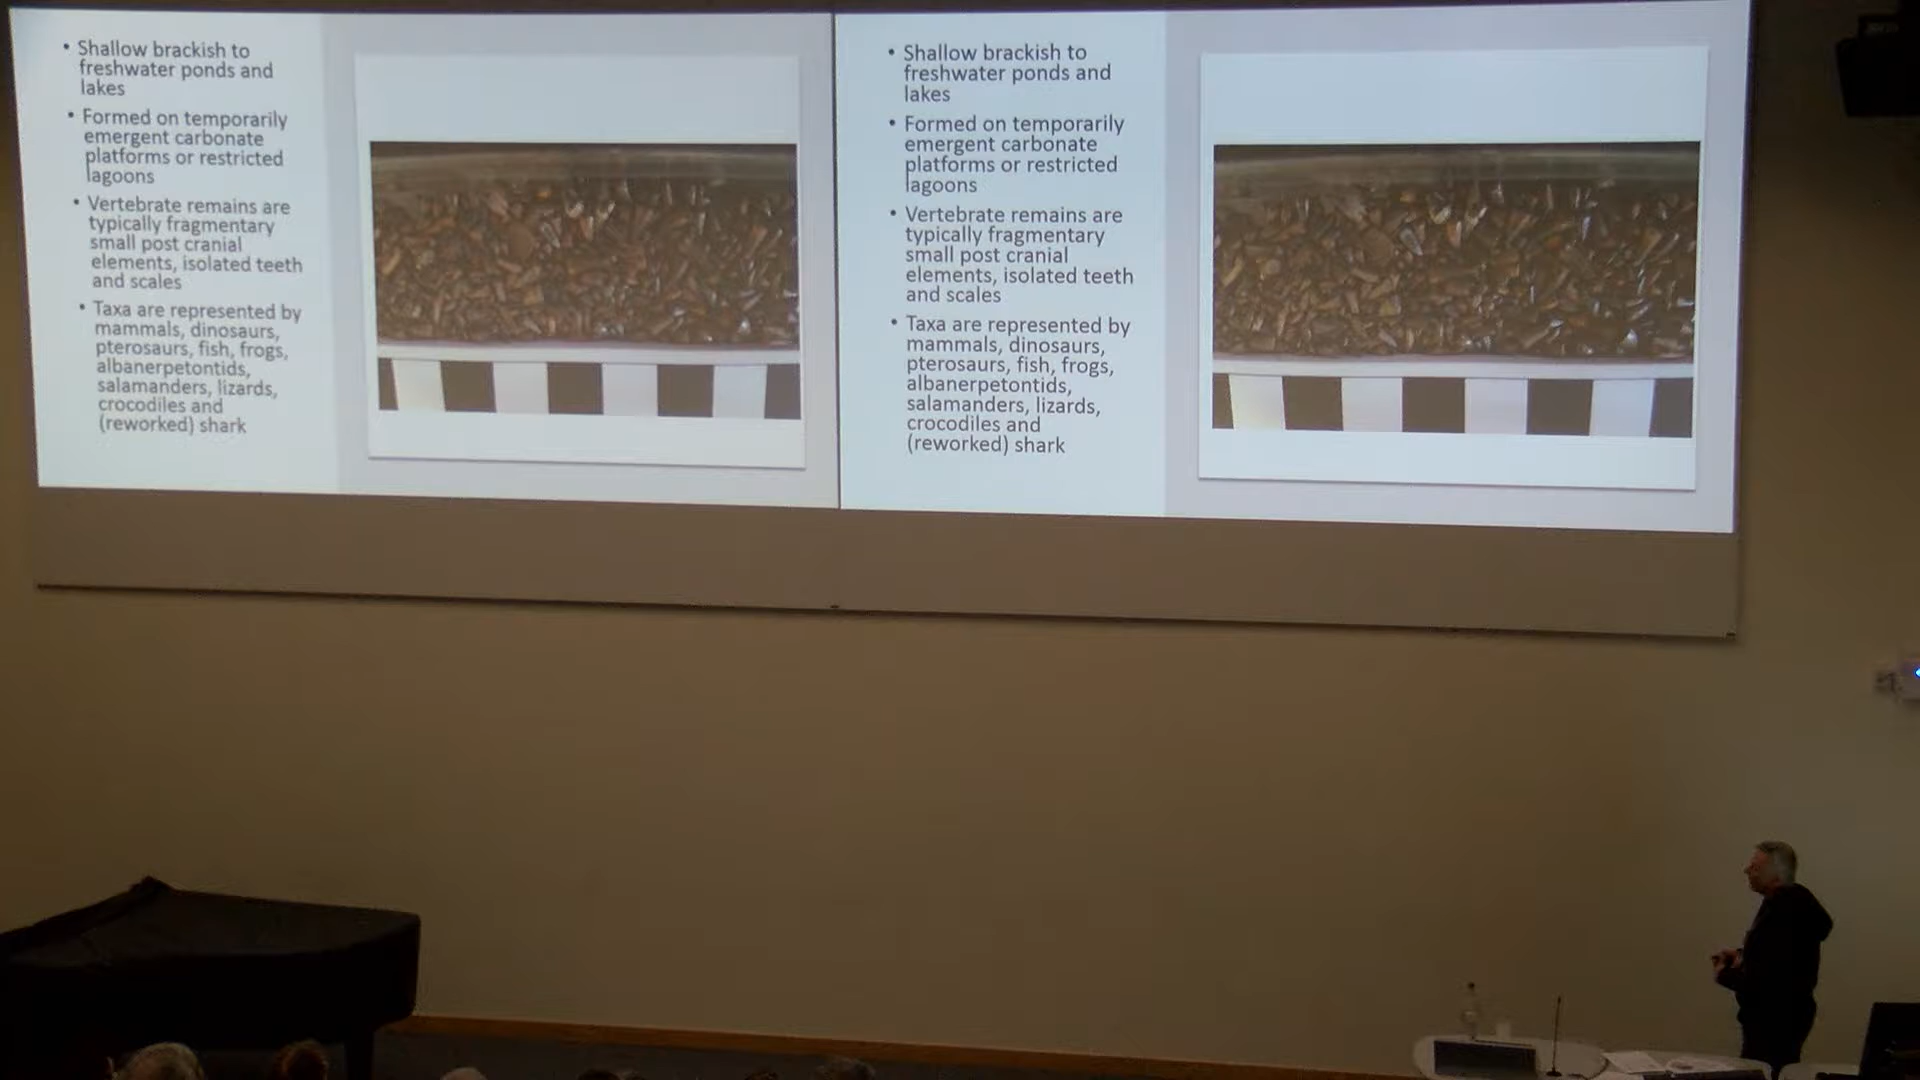 • Shallow brackish to
freshwater ponds and
lakes
• Formed on temporarily
emergent carbonate
platforms or restricted
lagoons
• Vertebrate remains are
typically fragmentary
small post cranial
elements, isolated teeth
and scales
• Taxa are represented by
mammals, dinosaurs,
pterosaurs, fish, frogs,
albanerpetontids,
salamanders, lizards,
crocodiles and
(reworked) shark
• Shallow brackish to
freshwater ponds and
lakes
• Formed on temporarily
emergent carbonate
platforms or restricted
lagoons
• Vertebrate remains are
typically fragmentary
small post cranial
elements, isolated teeth
and scales
• Taxa are represented by
mammals, dinosaurs,
pterosaurs, fish, frogs,
albanerpetontids,
salamanders, lizards,
crocodiles and
(reworked) shark